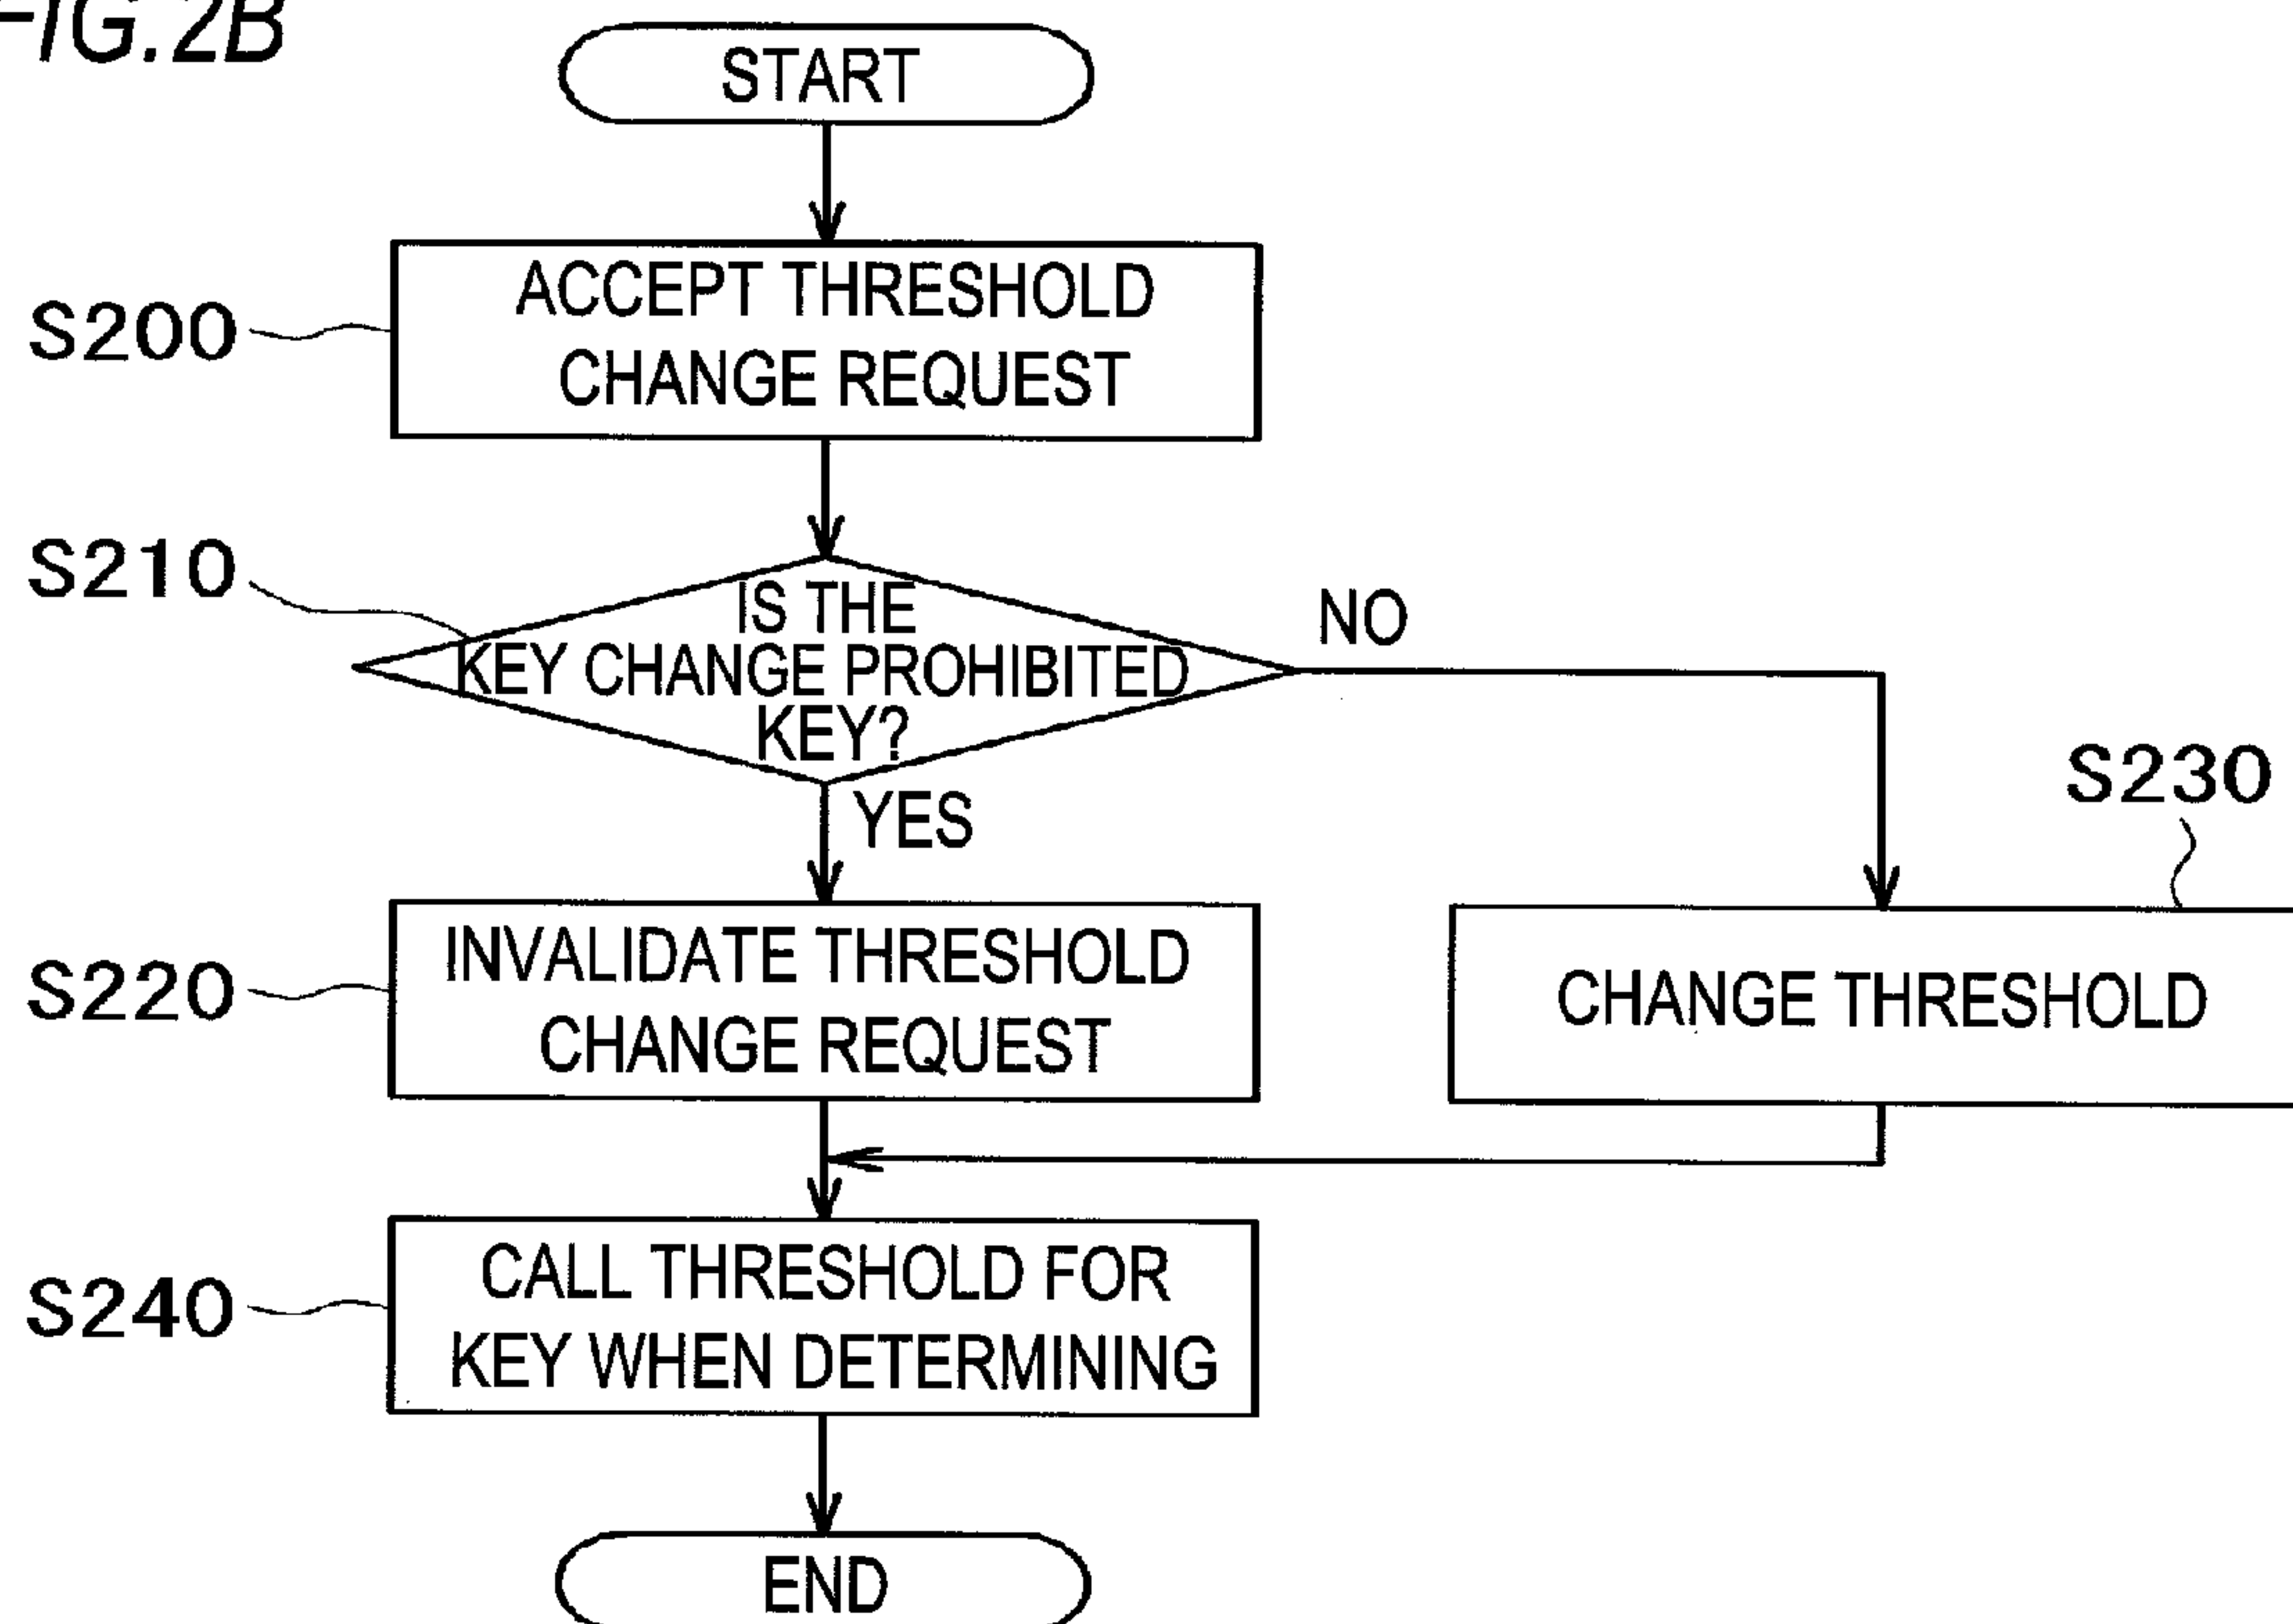 FIG. 2B
START
S200
ACCEPT THRESHOLD
CHANGE REQUEST
S210
IS THE
KEY CHANGE PROHIBITED
KEY?
NO
YES
S230
S220
INVALIDATE THRESHOLD
CHANGE REQUEST
CHANGE THRESHOLD
S240
CALL THRESHOLD FOR
KEY WHEN DETERMINING
END